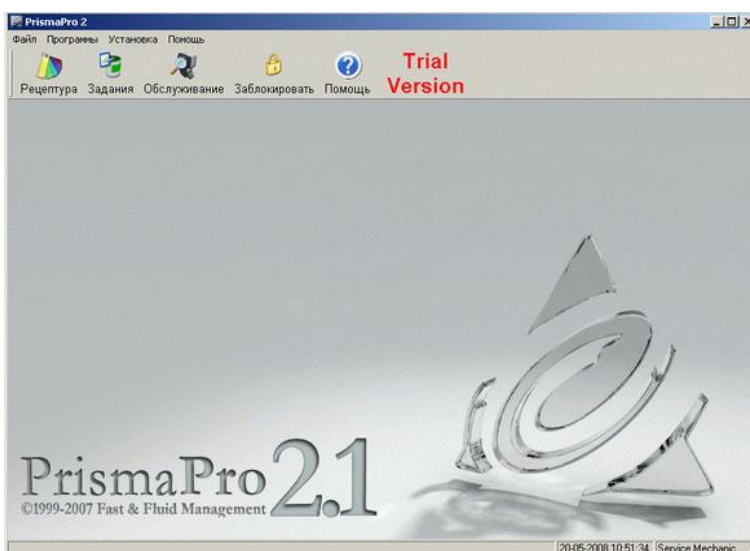 PrismaPro 2
Файл Программы Установка Помощь
Рецептура Задания Обслуживание Заблокировать Помощь
Trial
Version
PrismaPro 2.1
©1999-2007 Fast & Fluid Management
20-05-2008 10:51:34 Service Mechanic